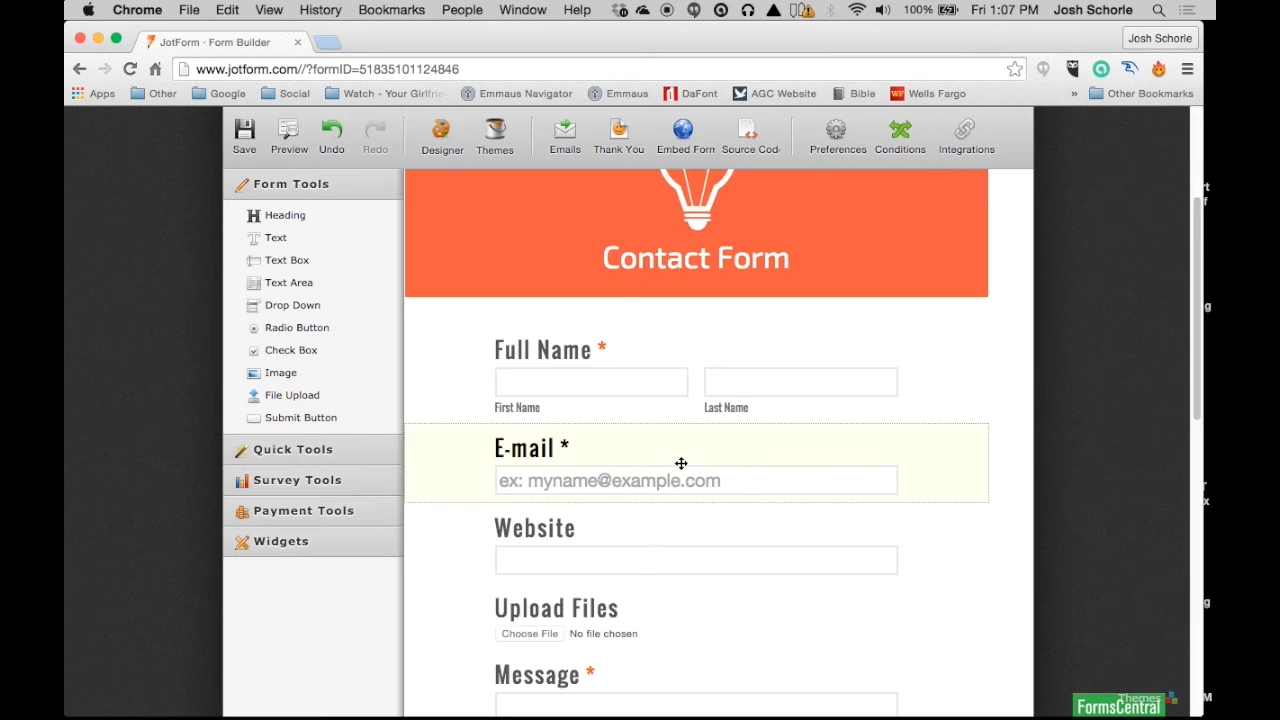 Chrome File Edit View History Bookmarks People Window Help 100% Fri 1:07 PM Josh Schorle
JotForm · Form Builder
Josh Schorle
www.jotform.com//?formID=51835101124846
Apps Other Google Social Watch - Your Girlfrie Emmaus Navigator Emmaus DaFont AGC Website Bible Wells Fargo » Other Bookmarks
Save Preview Undo Redo Designer Themes Emails Thank You Embed Form Source Cod Preferences Conditions Integrations
Form Tools
Heading
Text
Text Box
Text Area
Drop Down
Radio Button
Check Box
Image
File Upload
Submit Button
Quick Tools
Survey Tools
Payment Tools
Widgets
Contact Form
Full Name *
First Name Last Name
E-mail *
ex: myname@example.com
Website
Upload Files
Choose File No file chosen
Message *
Themes
FormsCentral